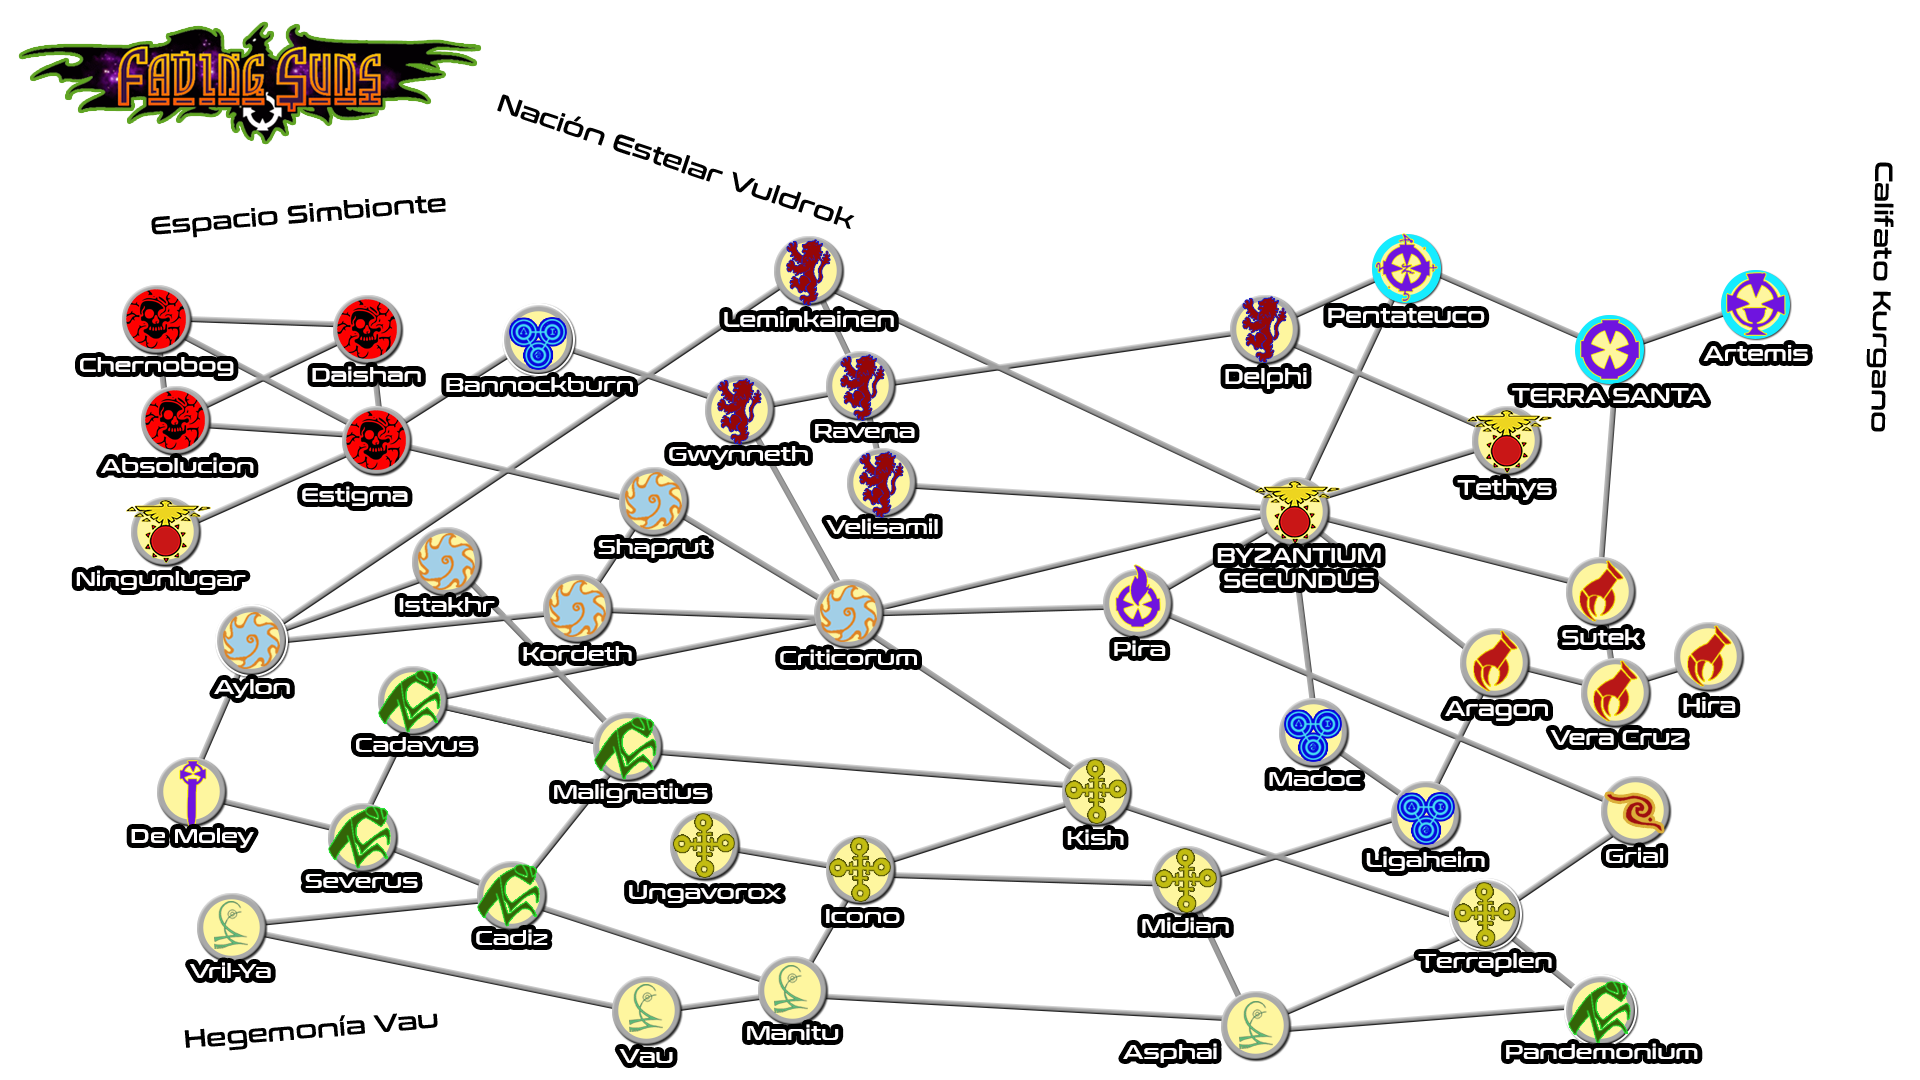 FADING SUNS
Nación Estelar Vuldrok
Espacio Simbionte
Califato Kurgano
Leminkainen
Pentateuco
Artemis
Chernobog
Daishan
Bannockburn
Delphi
TERRA SANTA
Ravena
Gwynneth
Absolucion
Estigma
Tethys
Velisamil
Shaprut
BYZANTIUM
SECUNDUS
Ningunlugar
Istakhr
Kordeth
Criticorum
Pira
Sutek
Aylon
Aragon
Hira
Vera Cruz
Cadavus
Malignatius
Madoc
De Moley
Kish
Ligaheim
Grial
Severus
Ungavorox
Icono
Midian
Cadiz
Terraplen
Vril-Ya
Hegemonía Vau
Vau
Manitu
Asphai
Pandemonium